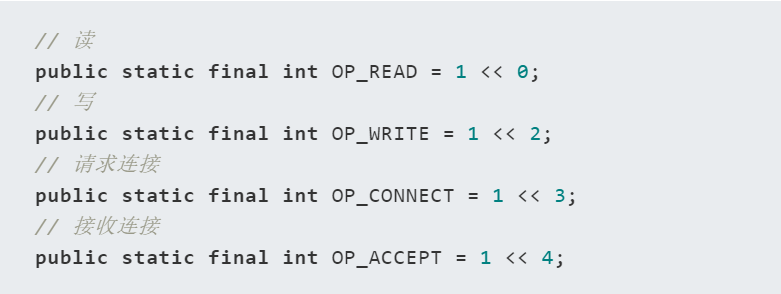 // 读
public static final int OP_READ = 1 << 0;
// 写
public static final int OP_WRITE = 1 << 2;
// 请求连接
public static final int OP_CONNECT = 1 << 3;
// 接收连接
public static final int OP_ACCEPT = 1 << 4;